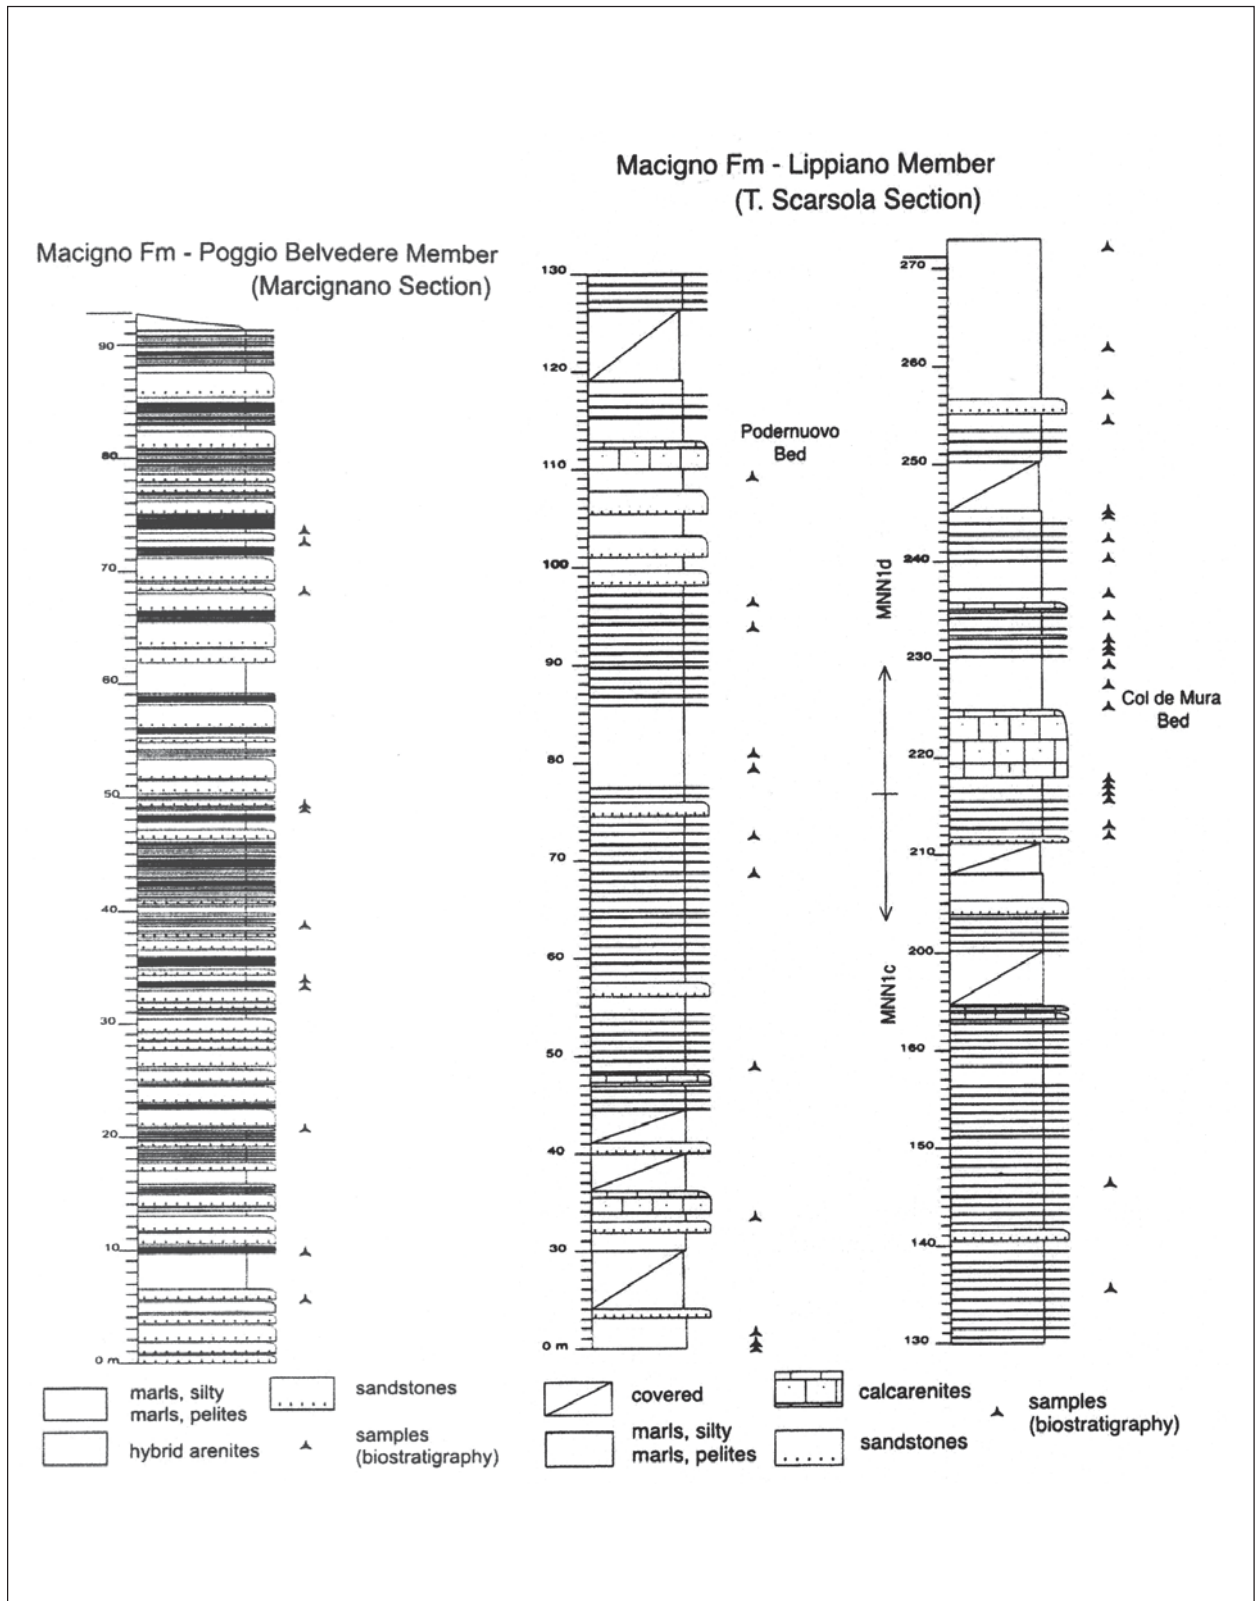 Macigno Fm - Lippiano Member
(T. Scarsola Section)
Macigno Fm - Poggio Belvedere Member
(Marcignano Section)
90
80
70
60
50
40
30
20
10
0 m
130
120
110
100
90
80
70
60
50
40
30
0 m
Podernuovo
Bed
270
260
250
240
230
220
210
200
160
150
140
130
MNN1d
MNN1c
Col de Mura
Bed
marls, silty
marls, pelites
hybrid arenites
sandstones
samples
(biostratigraphy)
covered
marls, silty
marls, pelites
calcarenites
sandstones
samples
(biostratigraphy)